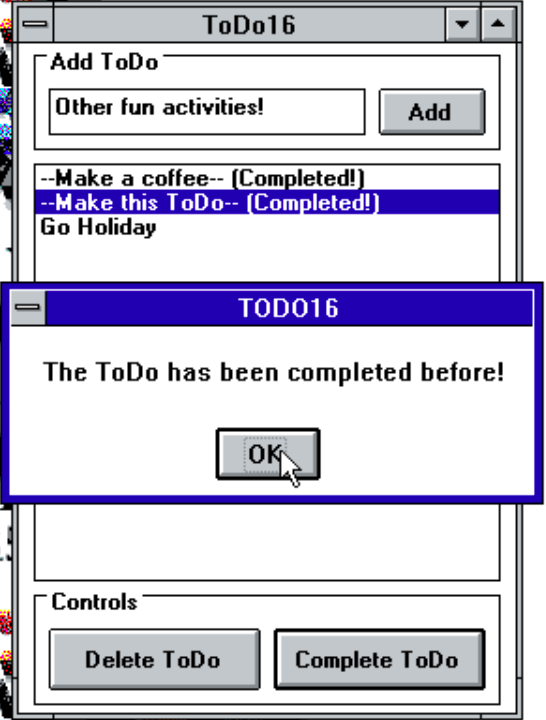 ToDo16
Add ToDo
Other fun activities!
Add
--Make a coffee-- (Completed!)
--Make this ToDo-- (Completed!)
Go Holiday
TODO16
The ToDo has been completed before!
OK
Controls
Delete ToDo
Complete ToDo